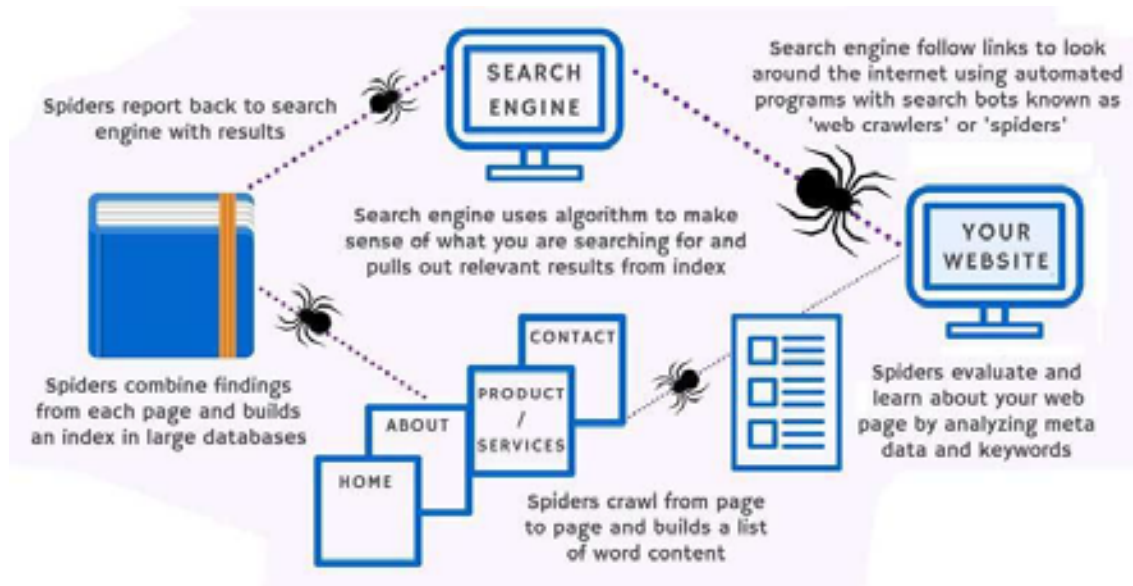 SEARCH
ENGINE
Search engine follow links to look
around the internet using automated
programs with search bots known as
'web crawlers' or 'spiders'
Spiders report back to search
engine with results
Search engine uses algorithm to make
sense of what you are searching for and
pulls out relevant results from index
YOUR
WEBSITE
Spiders evaluate and
learn about your web
page by analyzing meta
data and keywords
CONTACT
PRODUCT
/
SERVICES
ABOUT
HOME
Spiders crawl from page
to page and builds a list
of word content
Spiders combine findings
from each page and builds
an index in large databases